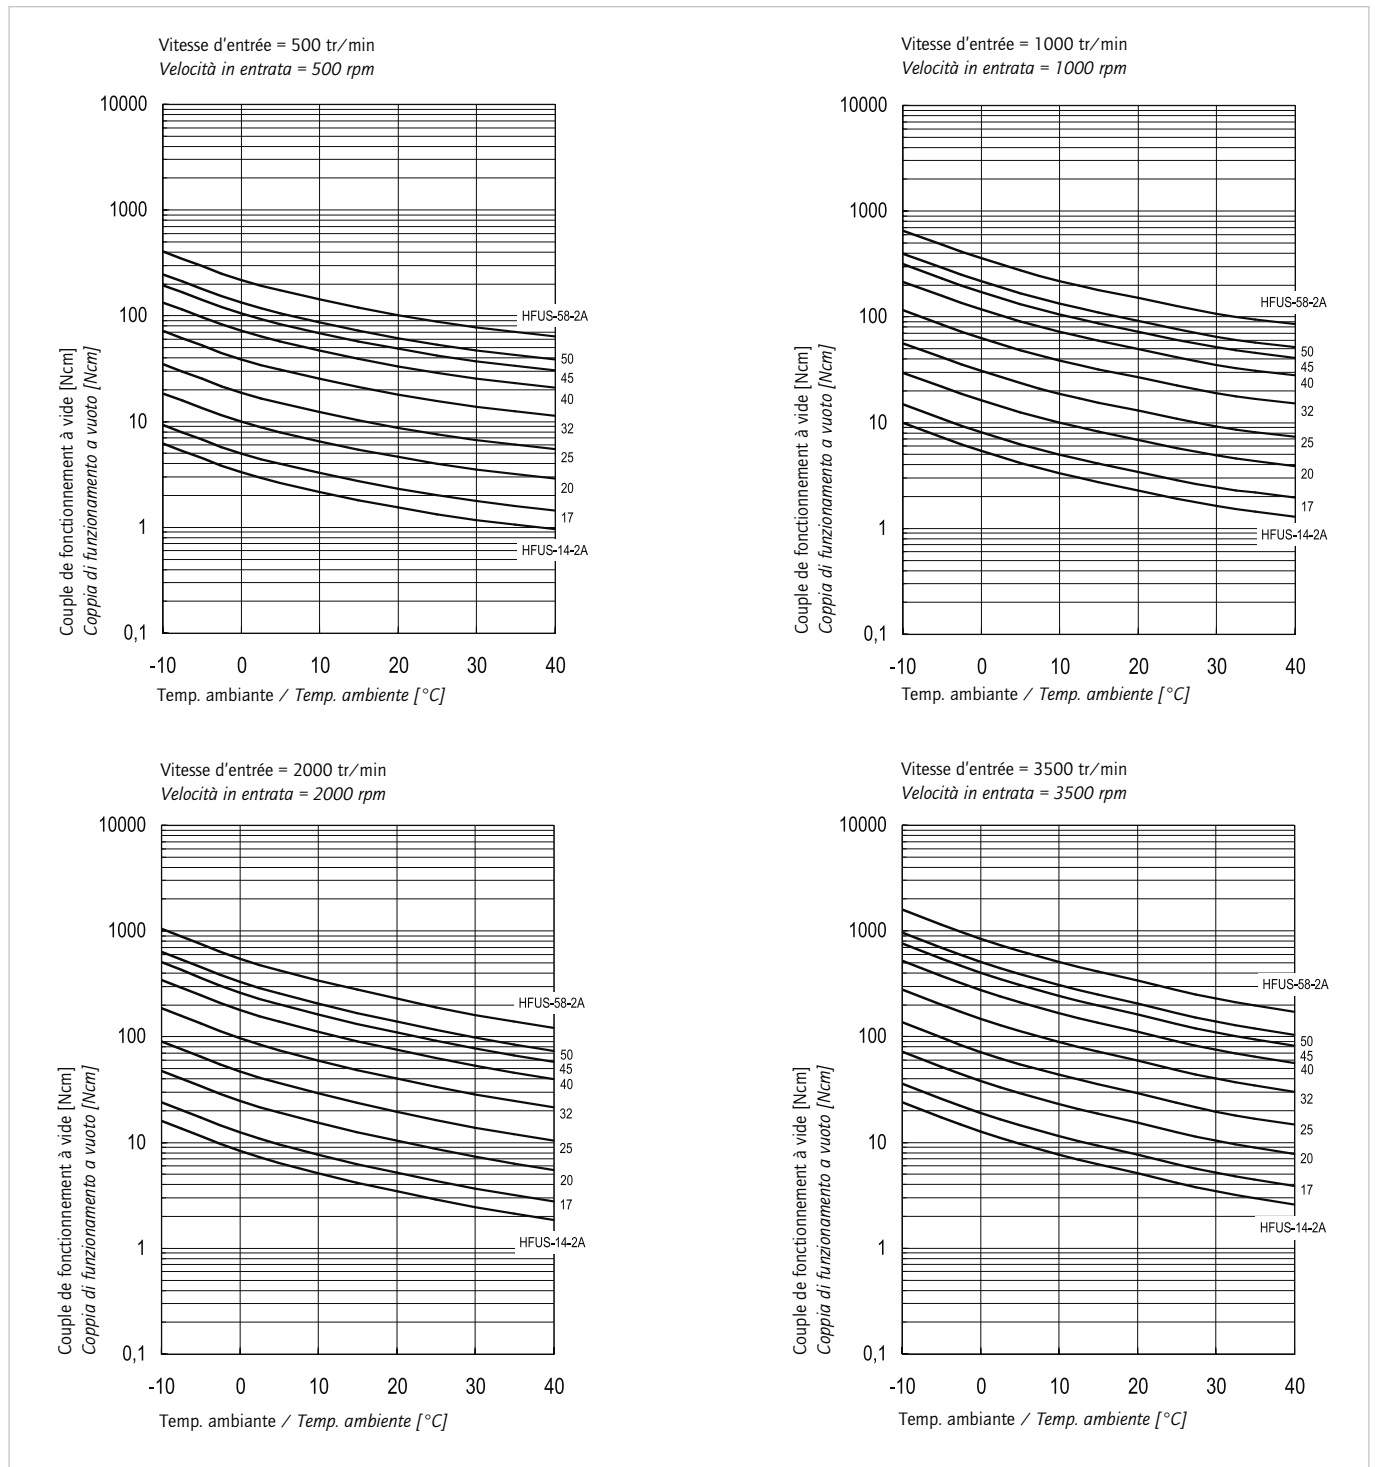 Vitesse d'entrée = 500 tr/min
Velocità in entrata = 500 rpm
10000
1000
100
10
1
0,1
-10 0 10 20 30 40
HFUS-58-2A
50
45
40
32
25
20
17
HFUS-14-2A
Couple de fonctionnement à vide [Ncm]
Coppia di funzionamento a vuoto [Ncm]
Temp. ambiante / Temp. ambiente [°C]
Vitesse d'entrée = 1000 tr/min
Velocità in entrata = 1000 rpm
10000
1000
100
10
1
0,1
-10 0 10 20 30 40
HFUS-58-2A
50
45
40
32
25
20
17
HFUS-14-2A
Couple de fonctionnement à vide [Ncm]
Coppia di funzionamento a vuoto [Ncm]
Temp. ambiante / Temp. ambiente [°C]
Vitesse d'entrée = 2000 tr/min
Velocità in entrata = 2000 rpm
10000
1000
100
10
1
0,1
-10 0 10 20 30 40
HFUS-58-2A
50
45
40
32
25
20
17
HFUS-14-2A
Couple de fonctionnement à vide [Ncm]
Coppia di funzionamento a vuoto [Ncm]
Temp. ambiante / Temp. ambiente [°C]
Vitesse d'entrée = 3500 tr/min
Velocità in entrata = 3500 rpm
10000
1000
100
10
1
0,1
-10 0 10 20 30 40
HFUS-58-2A
50
45
40
32
25
20
17
HFUS-14-2A
Couple de fonctionnement à vide [Ncm]
Coppia di funzionamento a vuoto [Ncm]
Temp. ambiante / Temp. ambiente [°C]